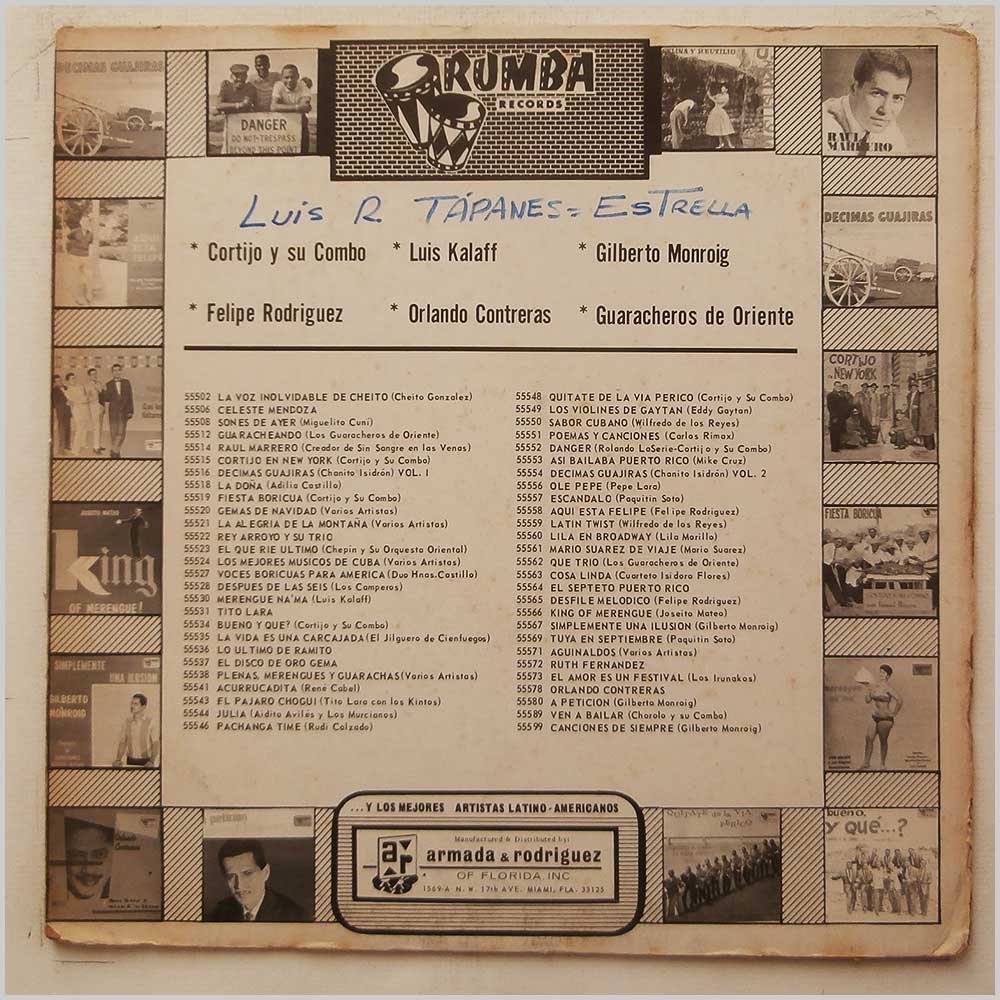 DECIMAS GUAJIRAS
DANGER
DO NOT TRESPASS
BEYOND THIS POINT
RUMBA
RECORDS
RAUL
MARRERO
Luis R TÁPANES = ESTRELLA
* Cortijo y su Combo * Luis Kalaff * Gilberto Monroig
* Felipe Rodriguez * Orlando Contreras * Guaracheros de Oriente
DECIMAS GUAJIRAS
CORTIJO
EN NEW YORK
FIESTA BORICUA
JOSEITO MATEO
king
OF MERENGUE!
SIMPLEMENTE
UNA ILUSION
GILBERTO
MONROIG
55502 LA VOZ INOLVIDABLE DE CHEITO (Cheito Gonzalez)
55506 CELESTE MENDOZA
55508 SONES DE AYER (Miguelito Cuni)
55512 GUARACHEANDO (Los Guaracheros de Oriente)
55514 RAUL MARRERO (Creador de Sin Sangre en las Venas)
55515 CORTIJO EN NEW YORK (Cortijo y Su Combo)
55516 DECIMAS GUAJIRAS (Chanito Isidrón) VOL. I
55518 LA DOÑA (Adilia Castillo)
55519 FIESTA BORICUA (Cortijo y Su Combo)
55520 GEMAS DE NAVIDAD (Varios Artistas)
55521 LA ALEGRIA DE LA MONTAÑA (Varios Artistas)
55522 REY ARROYO Y SU TRIO
55523 EL QUE RIE ULTIMO (Chepin y Su Orquesta Oriental)
55524 LOS MEJORES MUSICOS DE CUBA (Varios Artistas)
55527 VOCES BORICUAS PARA AMERICA (Duo Hnos.Castillo)
55528 DESPUES DE LAS SEIS (Los Camperos)
55530 MERENGUE NA'MA (Luis Kalaff)
55531 TITO LARA
55534 BUENO Y QUE? (Cortijo y Su Combo)
55535 LA VIDA ES UNA CARCAJADA (El Jilguero de Cienfuegos)
55536 LO ULTIMO DE RAMITO
55537 EL DISCO DE ORO GEMA
55538 PLENAS, MERENGUES Y GUARACHAS (Varios Artistas)
55541 ACURRUCADITA (René Cabel)
55543 EL PAJARO CHOGUI (Tito Lara con los Kintos)
55544 JULIA (Aidita Avilés y Los Murcianos)
55546 PACHANGA TIME (Rudi Calzado)
55548 QUITATE DE LA VIA PERICO (Cortijo y Su Combo)
55549 LOS VIOLINES DE GAYTAN (Eddy Gaytan)
55550 SABOR CUBANO (Wilfredo de los Reyes)
55551 POEMAS Y CANCIONES (Carlos Rimax)
55552 DANGER (Rolando LaSerie-Cortijo y Su Combo)
55553 ASI BAILABA PUERTO RICO (Mike Cruz)
55554 DECIMAS GUAJIRAS (Chanito Isidrón) VOL. 2
55556 OLE PEPE (Pepe Lara)
55557 ESCANDALO (Paquitin Soto)
55558 AQUI ESTA FELIPE (Felipe Rodriguez)
55559 LATIN TWIST (Wilfredo de los Reyes)
55560 LILA EN BROADWAY (Lila Morillo)
55561 MARIO SUAREZ DE VIAJE (Mario Suarez)
55562 QUE TRIO (Los Guaracheros de Oriente)
55563 COSA LINDA (Cuarteto Isidoro Flores)
55564 EL SEPTETO PUERTO RICO
55565 DESFILE MELODICO (Felipe Rodriguez)
55566 KING OF MERENGUE (Joseito Mateo)
55567 SIMPLEMENTE UNA ILUSION (Gilberto Monroig)
55569 TUYA EN SEPTIEMBRE (Paquitin Soto)
55571 AGUINALDOS (Varios Artistas)
55572 RUTH FERNANDEZ
55573 EL AMOR ES UN FESTIVAL (Los Irunakos)
55578 ORLANDO CONTRERAS
55580 A PETICION (Gilberto Monroig)
55589 VEN A BAILAR (Chorolo y su Combo)
55599 CANCIONES DE SIEMPRE (Gilberto Monroig)
...Y LOS MEJORES ARTISTAS LATINO-AMERICANOS
Manufactured & Distributed by:
ar armada & rodriguez
OF FLORIDA, INC
1569-A N. W. 17th AVE. MIAMI, FLA. 33125
QUITATE de la VIA
PERICO
bueno,
y qué...?